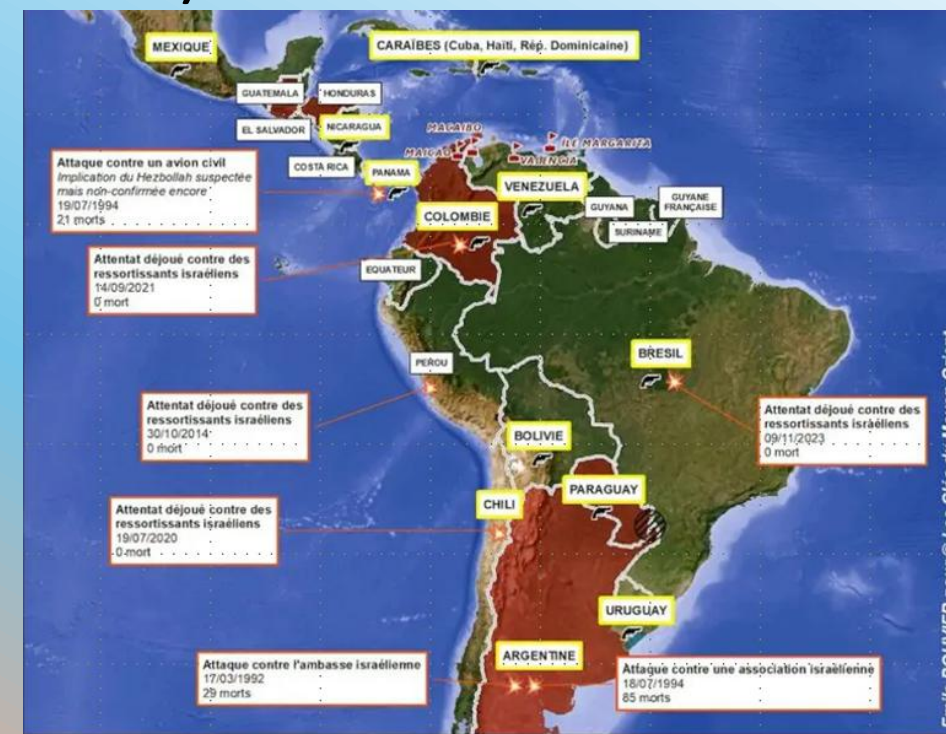 MEXIQUE
CARAÏBES (Cuba, Haïti, Rép. Dominicaine)
GUATEMALA
HONDURAS
EL SALVADOR
NICARAGUA
MACAIBO
MAICAO
ÎLE MARGARITA
VALENCIA
COSTA RICA
PANAMA
VENEZUELA
GUYANA
GUYANE
FRANÇAISE
SURINAME
COLOMBIE
EQUATEUR
Attaque contre un avion civil
Implication du Hezbollah suspectée
mais non-confirmée encore
19/07/1994
21 morts
Attentat déjoué contre des
ressortissants israéliens
14/09/2021
0 mort
PEROU
BRESIL
Attentat déjoué contre des
ressortissants israéliens
30/10/2014
0 mort
Attentat déjoué contre des
ressortissants israéliens
09/11/2023
0 mort
BOLIVIE
PARAGUAY
CHILI
Attentat déjoué contre des
ressortissants israéliens
19/07/2020
0 mort
URUGUAY
ARGENTINE
Attaque contre l'ambasse israélienne
17/03/1992
29 morts
Attaque contre une association israélienne
18/07/1994
85 morts